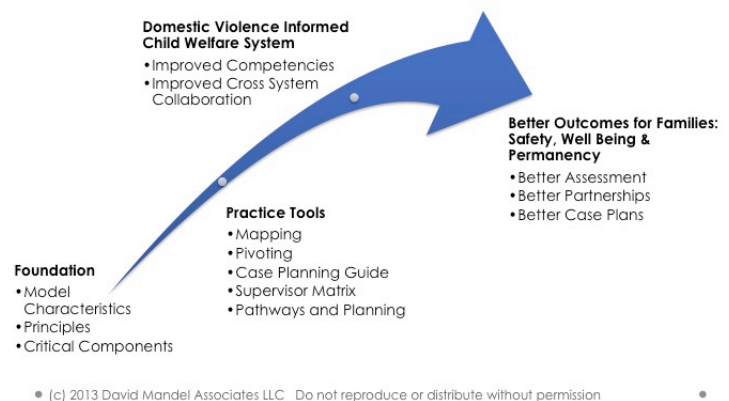 Domestic Violence Informed
Child Welfare System
•Improved Competencies
•Improved Cross System
Collaboration
Better Outcomes for Families:
Safety, Well Being &
Permanency
•Better Assessment
•Better Partnerships
•Better Case Plans
Practice Tools
•Mapping
•Pivoting
•Case Planning Guide
•Supervisor Matrix
•Pathways and Planning
Foundation
•Model
Characteristics
•Principles
•Critical Components
(c) 2013 David Mandel Associates LLC Do not reproduce or distribute without permission